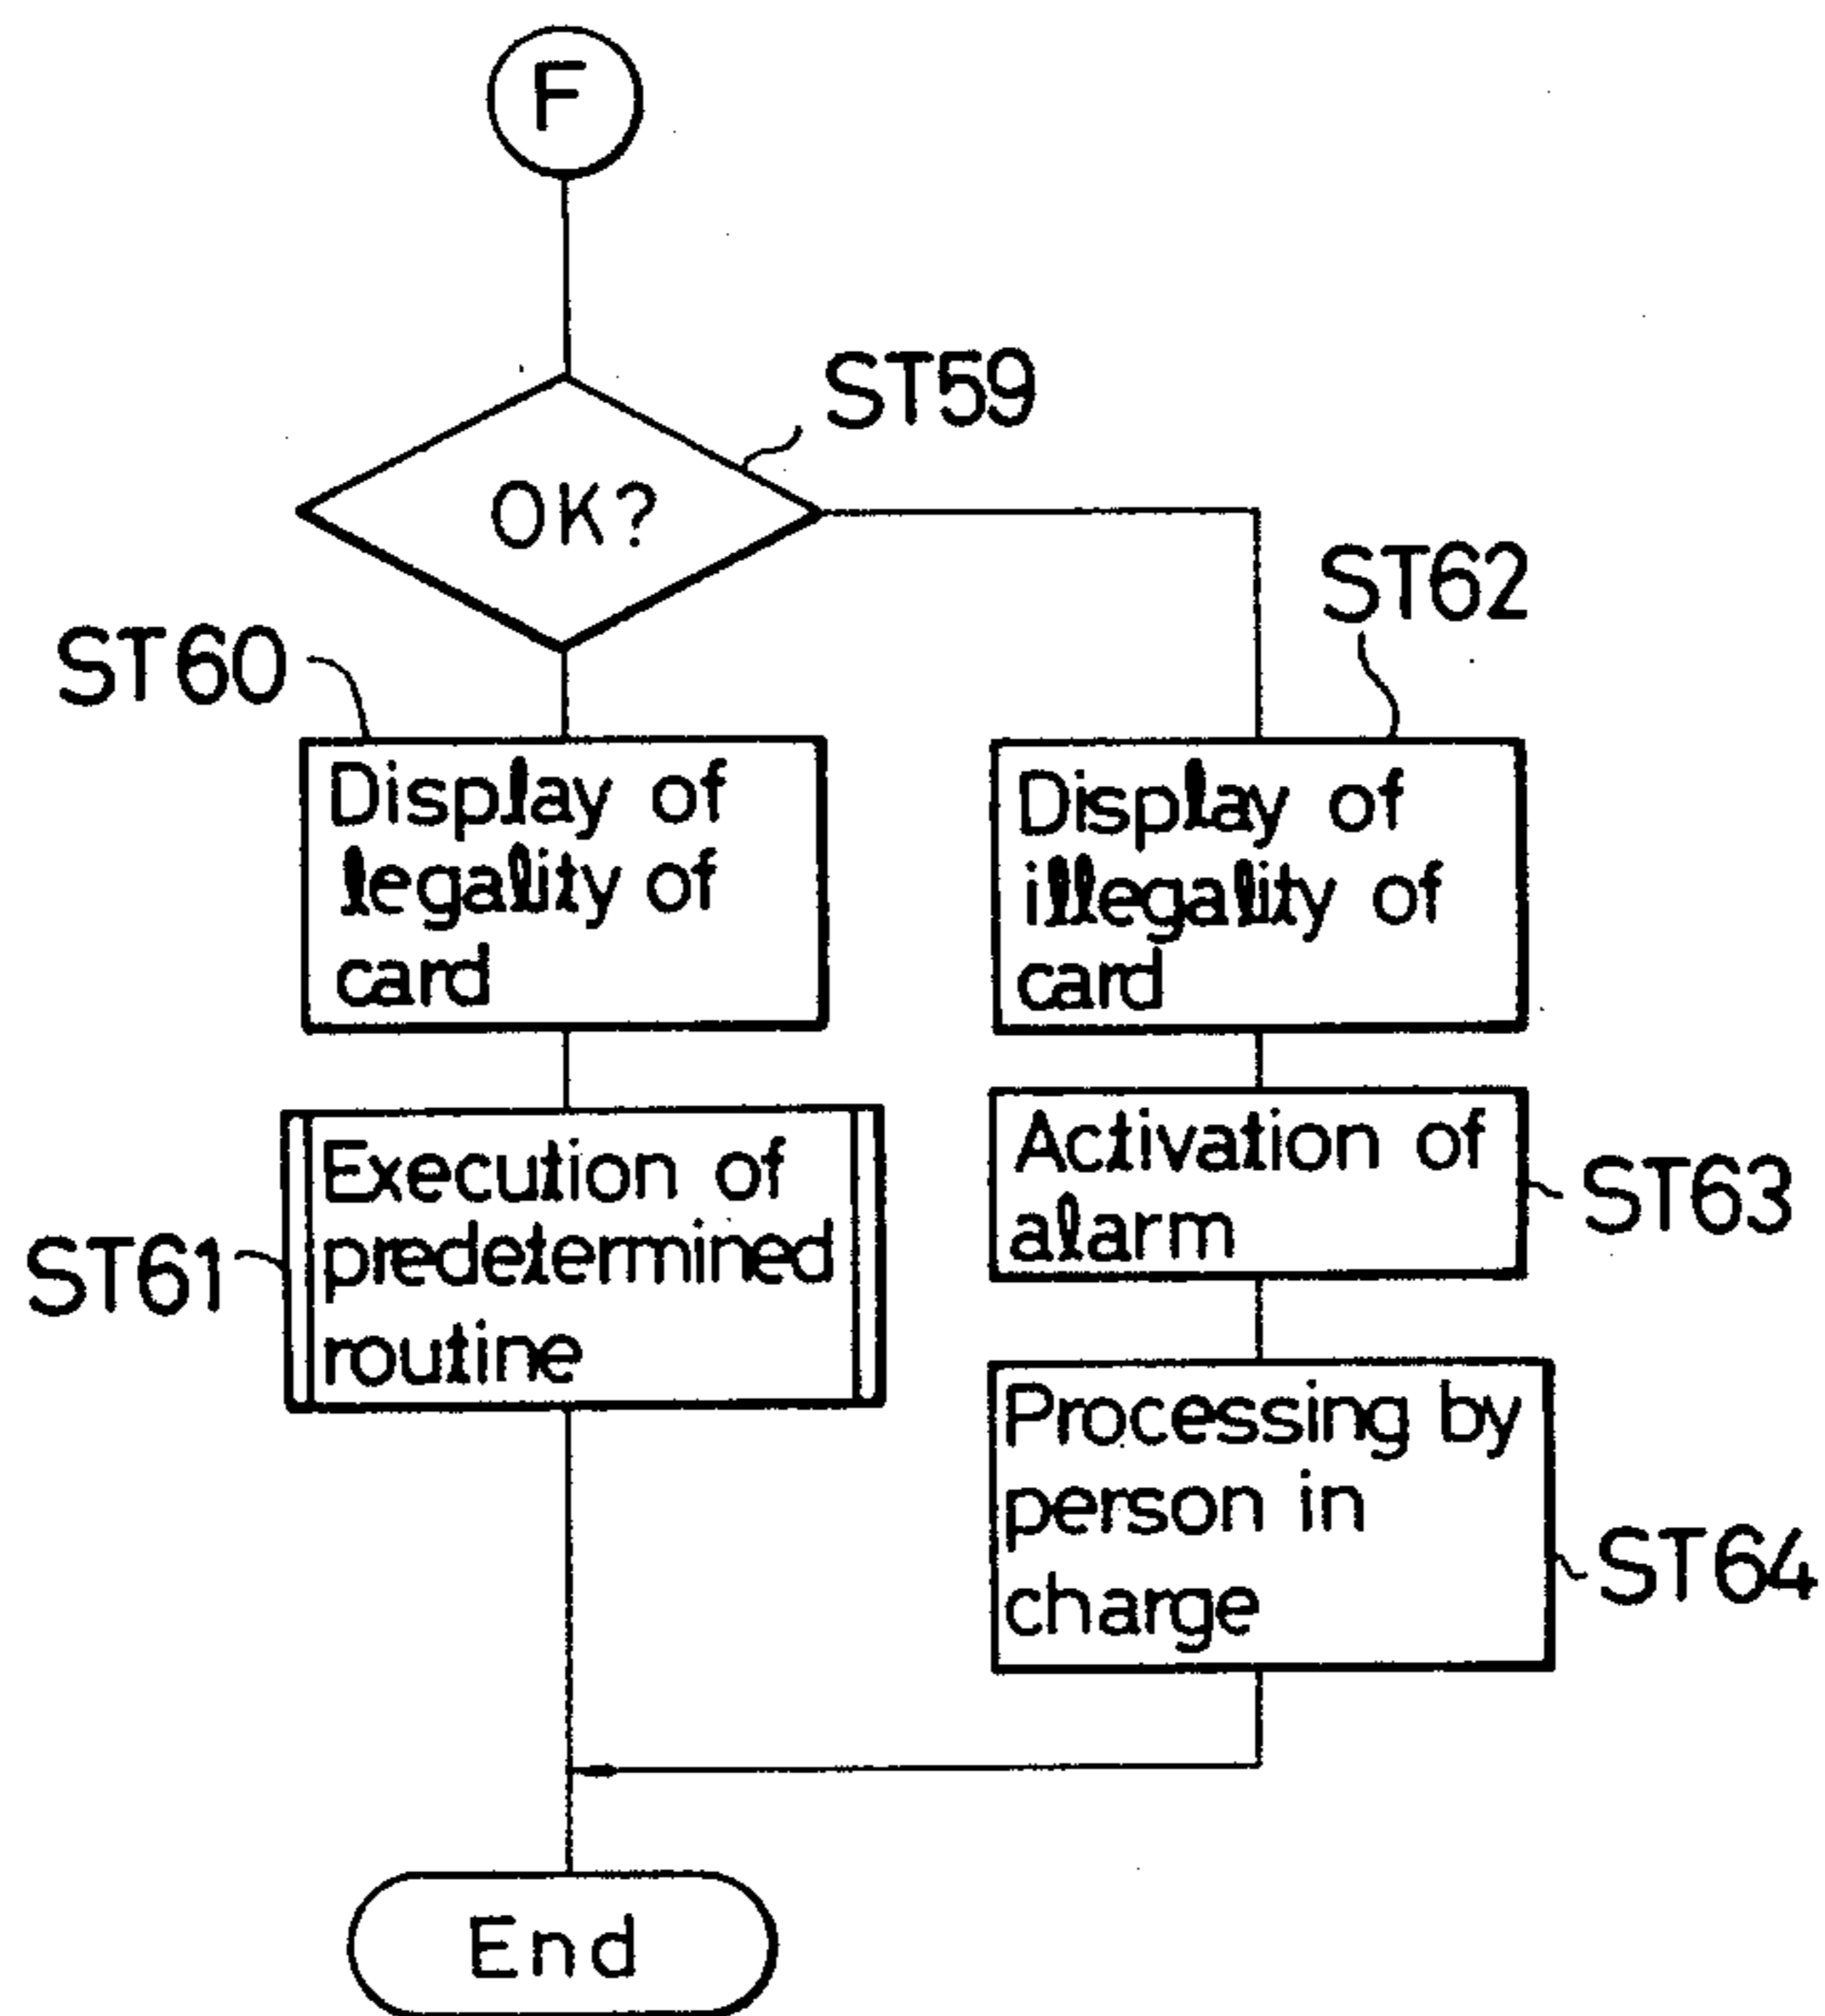 F
ST59
OK?
ST60
Display of
legality of
card
ST61
Execution of
predetermined
routine
ST62
Display of
illegality of
card
Activation of
alarm
ST63
Processing by
person in
charge
ST64
End